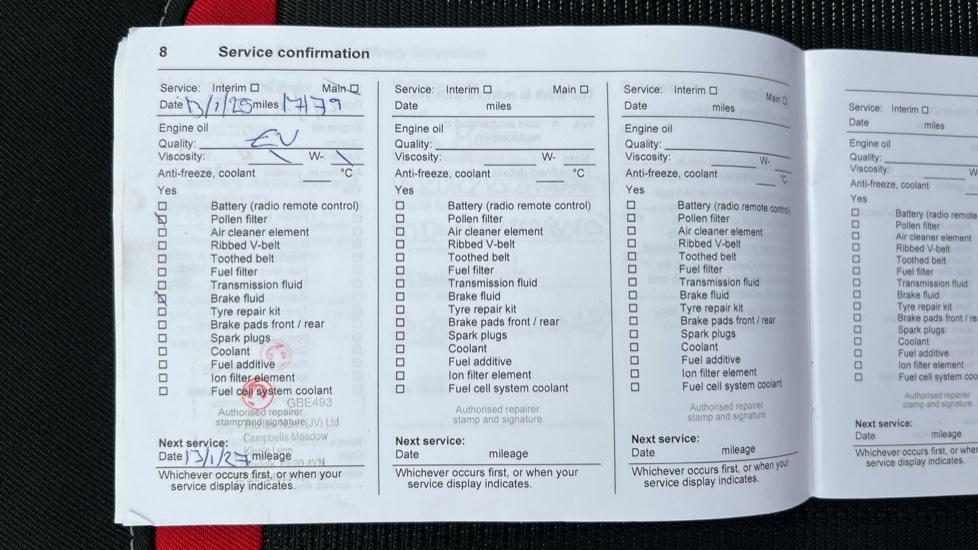 8 Service confirmation
Service: Interim ☐ Main ☐
Date 13/1/25 miles 17179
Engine oil
Quality: EV
Viscosity: \ W- \
Anti-freeze, coolant °C
Yes
Battery (radio remote control)
Pollen filter
Air cleaner element
Ribbed V-belt
Toothed belt
Fuel filter
Transmission fluid
Brake fluid
Tyre repair kit
Brake pads front / rear
Spark plugs
Coolant
Fuel additive
Ion filter element
Fuel cell system coolant
GBE493
Authorised repairer
stamp and signature (JV) Ltd
Campbells Meadow
Next service:
Date 13/1/27 mileage
Whichever occurs first, or when your
service display indicates.
Service: Interim ☐ Main ☐
Date miles
Engine oil
Quality:
Viscosity: W-
Anti-freeze, coolant °C
Yes
Battery (radio remote control)
Pollen filter
Air cleaner element
Ribbed V-belt
Toothed belt
Fuel filter
Transmission fluid
Brake fluid
Tyre repair kit
Brake pads front / rear
Spark plugs
Coolant
Fuel additive
Ion filter element
Fuel cell system coolant
Authorised repairer
stamp and signature
Next service:
Date mileage
Whichever occurs first, or when your
service display indicates.
Service: Interim ☐ Main ☐
Date miles
Engine oil
Quality:
Viscosity: W-
Anti-freeze, coolant °C
Yes
Battery (radio remote control)
Pollen filter
Air cleaner element
Ribbed V-belt
Toothed belt
Fuel filter
Transmission fluid
Brake fluid
Tyre repair kit
Brake pads front / rear
Spark plugs
Coolant
Fuel additive
Ion filter element
Fuel cell system coolant
Authorised repairer
stamp and signature
Next service:
Date mileage
Whichever occurs first, or when your
service display indicates.
Service: Interim ☐
Date miles
Engine oil
Quality:
Viscosity: W
Anti-freeze, coolant
Yes
Battery (radio remote
Pollen filter
Air cleaner element
Ribbed V-belt
Toothed belt
Fuel filter
Transmission fluid
Brake fluid
Tyre repair kit
Brake pads front / re
Spark plugs
Coolant
Fuel additive
Ion filter element
Fuel cell system coo
Authorised repairer
stamp and signature
Next service:
Date mileage
Whichever occurs first, or w
service display indicates.